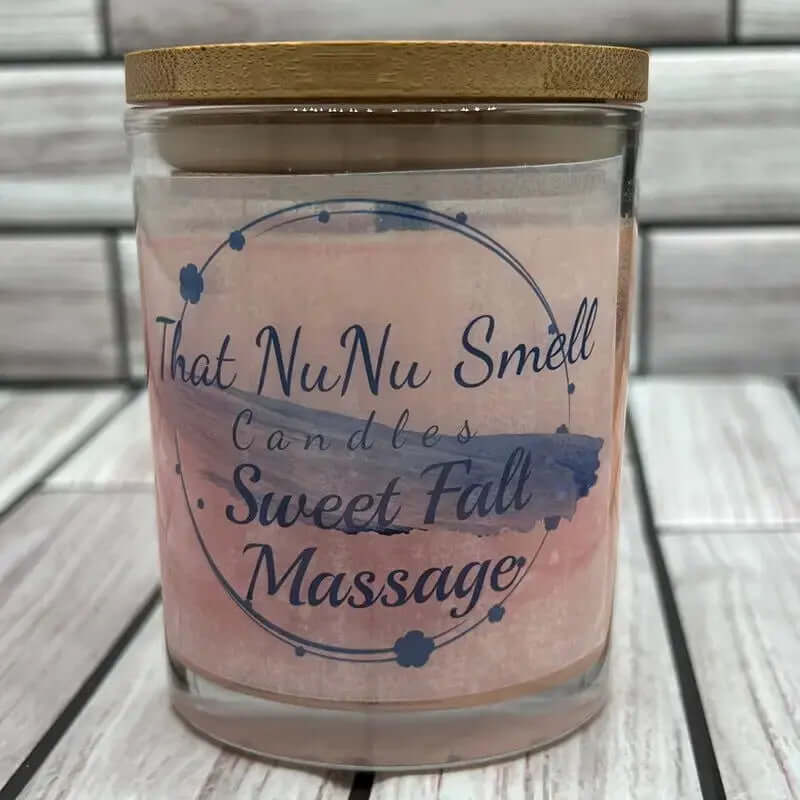 That NuNu Smell
Candles
Sweet Fall
Massage